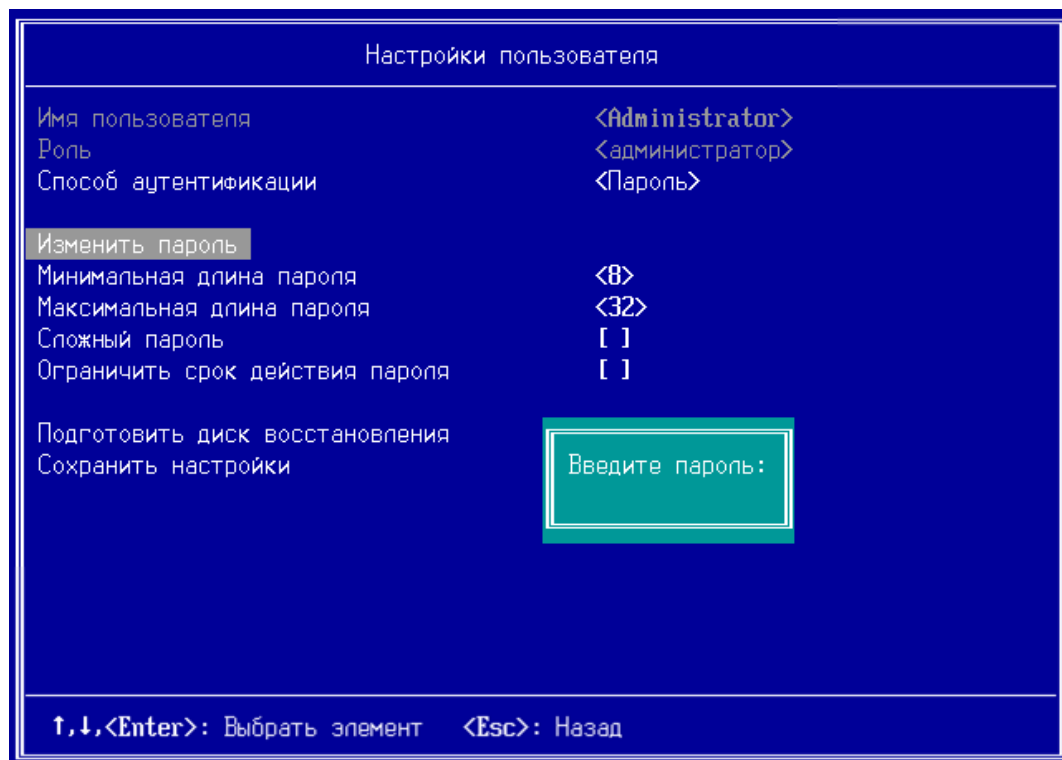 Настройки пользователя
Имя пользователя <Administrator>
Роль <администратор>
Способ аутентификации <Пароль>
Изменить пароль
Минимальная длина пароля <8>
Максимальная длина пароля <32>
Сложный пароль [ ]
Ограничить срок действия пароля [ ]
Подготовить диск восстановления
Сохранить настройки
Введите пароль:
↑,↓,<Enter>: Выбрать элемент <Esc>: Назад